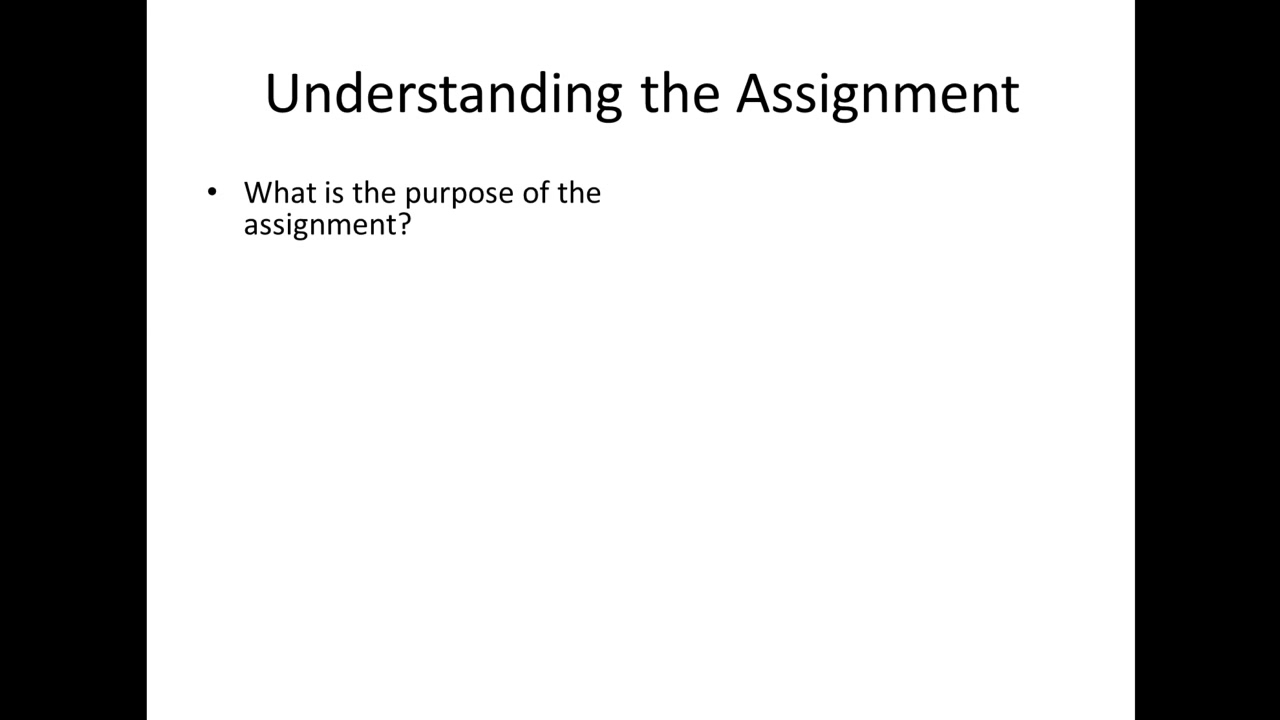 Understanding the Assignment
• What is the purpose of the
assignment?